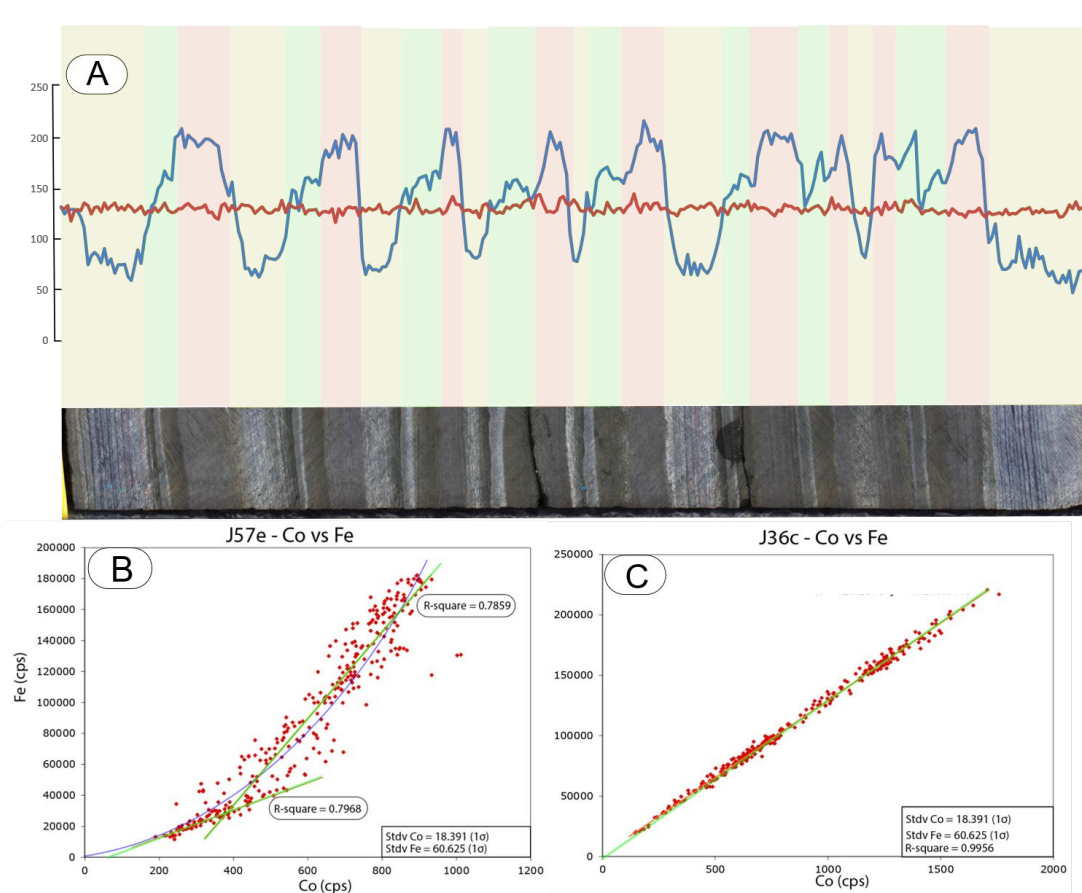 A
250
200
150
100
50
0
J57e - Co vs Fe
B
200000
180000
160000
140000
120000
100000
80000
60000
40000
20000
0
Fe (cps)
R-square = 0.7859
R-square = 0.7968
Stdv Co = 18.391 (1σ)
Stdv Fe = 60.625 (1σ)
0 200 400 600 800 1000 1200
Co (cps)
J36c - Co vs Fe
C
250000
200000
150000
100000
50000
0
Stdv Co = 18.391 (1σ)
Stdv Fe = 60.625 (1σ)
R-square = 0.9956
500 1000 1500 2000
Co (cps)